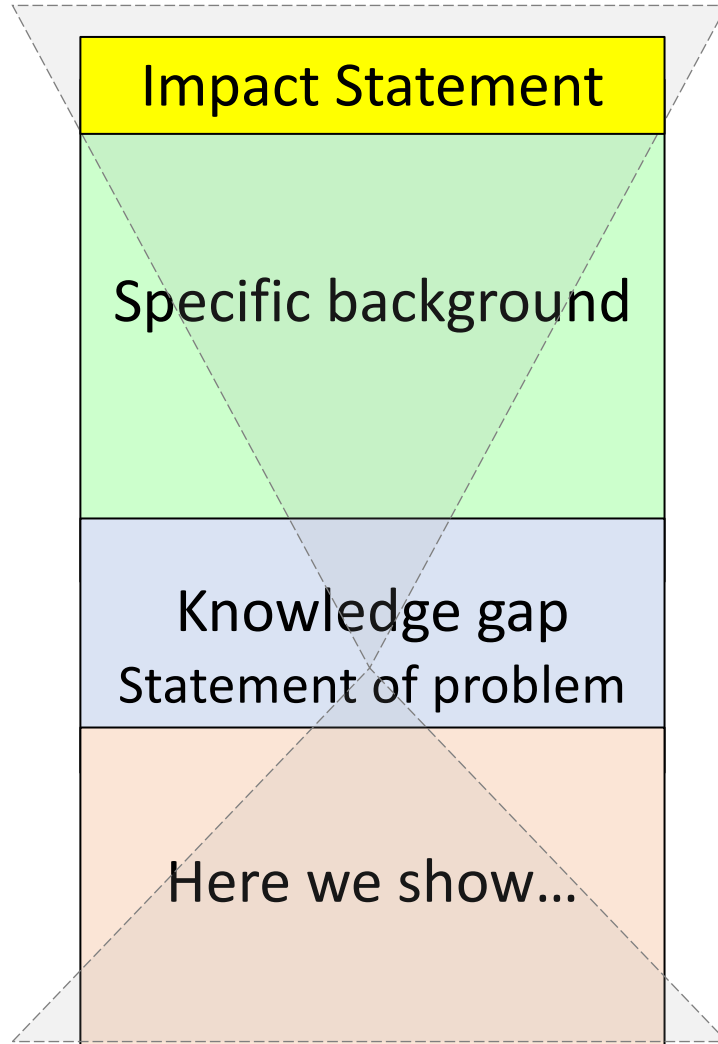 Impact Statement
Specific background
Knowledge gap
Statement of problem
Here we show...